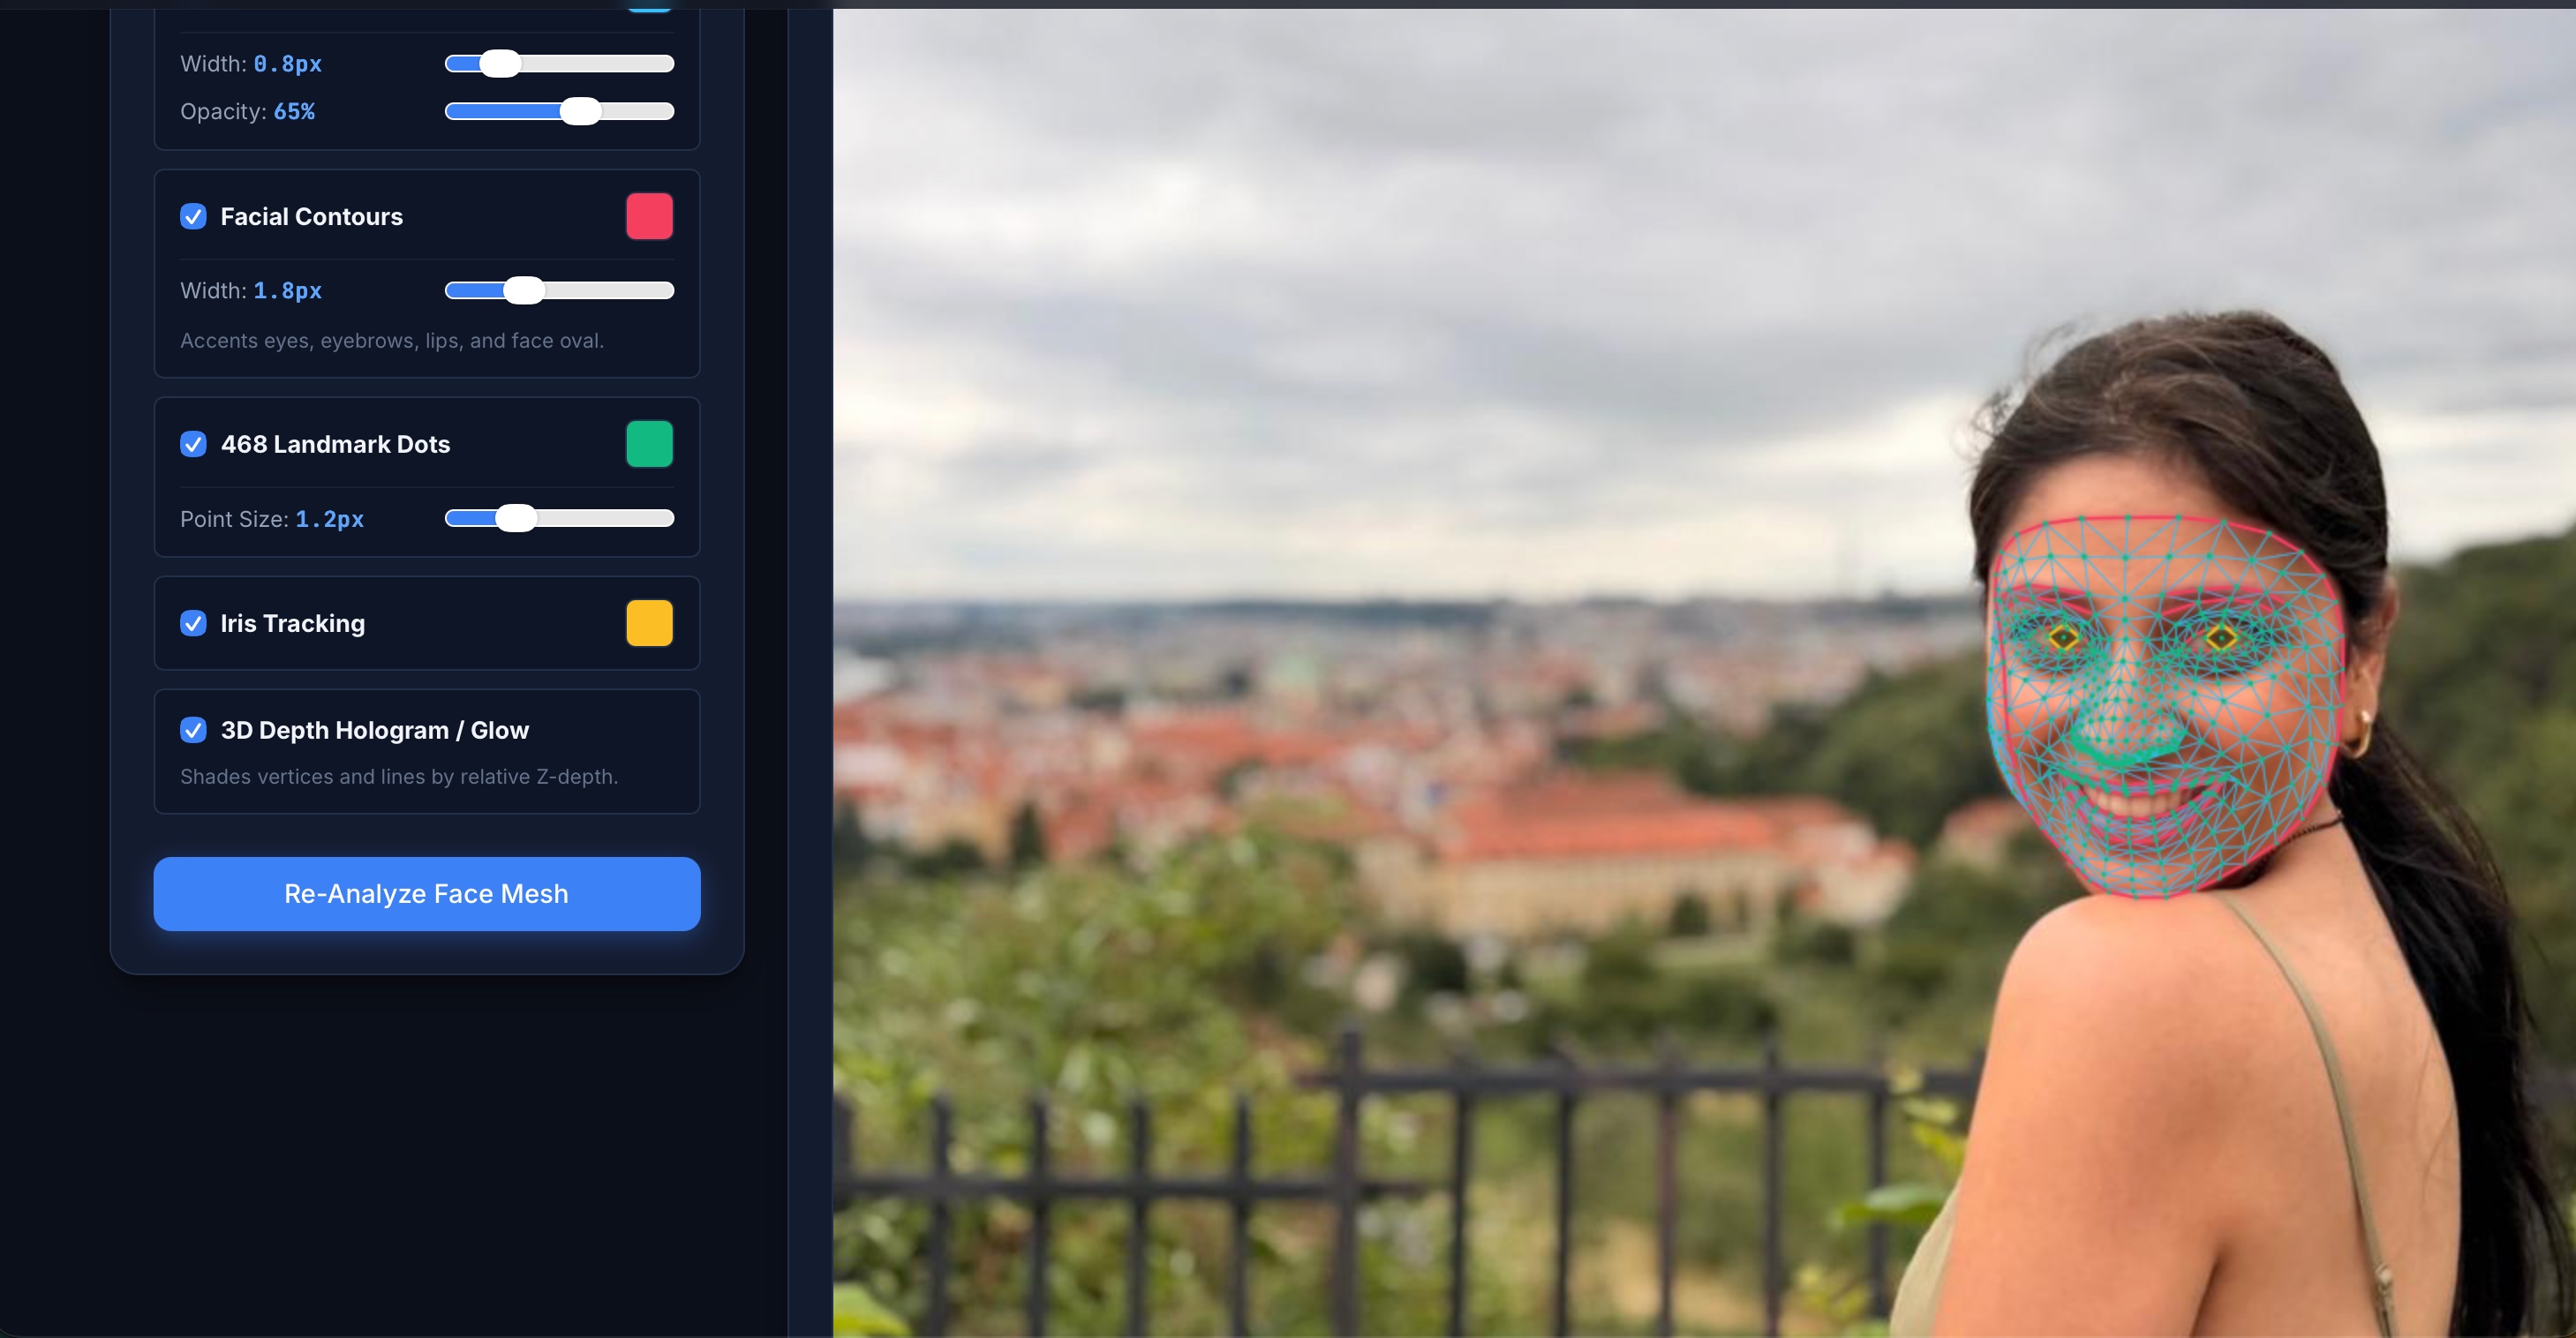 Width: 0.8px
Opacity: 65%
Facial Contours
Width: 1.8px
Accents eyes, eyebrows, lips, and face oval.
468 Landmark Dots
Point Size: 1.2px
Iris Tracking
3D Depth Hologram / Glow
Shades vertices and lines by relative Z-depth.
Re-Analyze Face Mesh